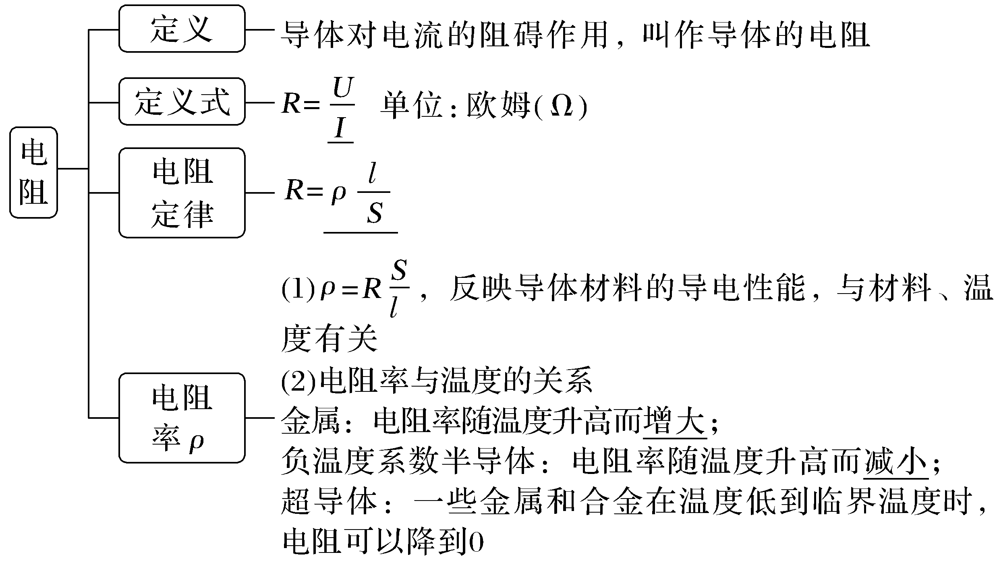 电阻
定义
导体对电流的阻碍作用，叫作导体的电阻
定义式
R=U/I 单位：欧姆(Ω)
电阻
定律
R=ρ l/S
电阻
率ρ
(1)ρ=R S/l，反映导体材料的导电性能，与材料、温
度有关
(2)电阻率与温度的关系
金属：电阻率随温度升高而增大；
负温度系数半导体：电阻率随温度升高而减小；
超导体：一些金属和合金在温度低到临界温度时，
电阻可以降到0